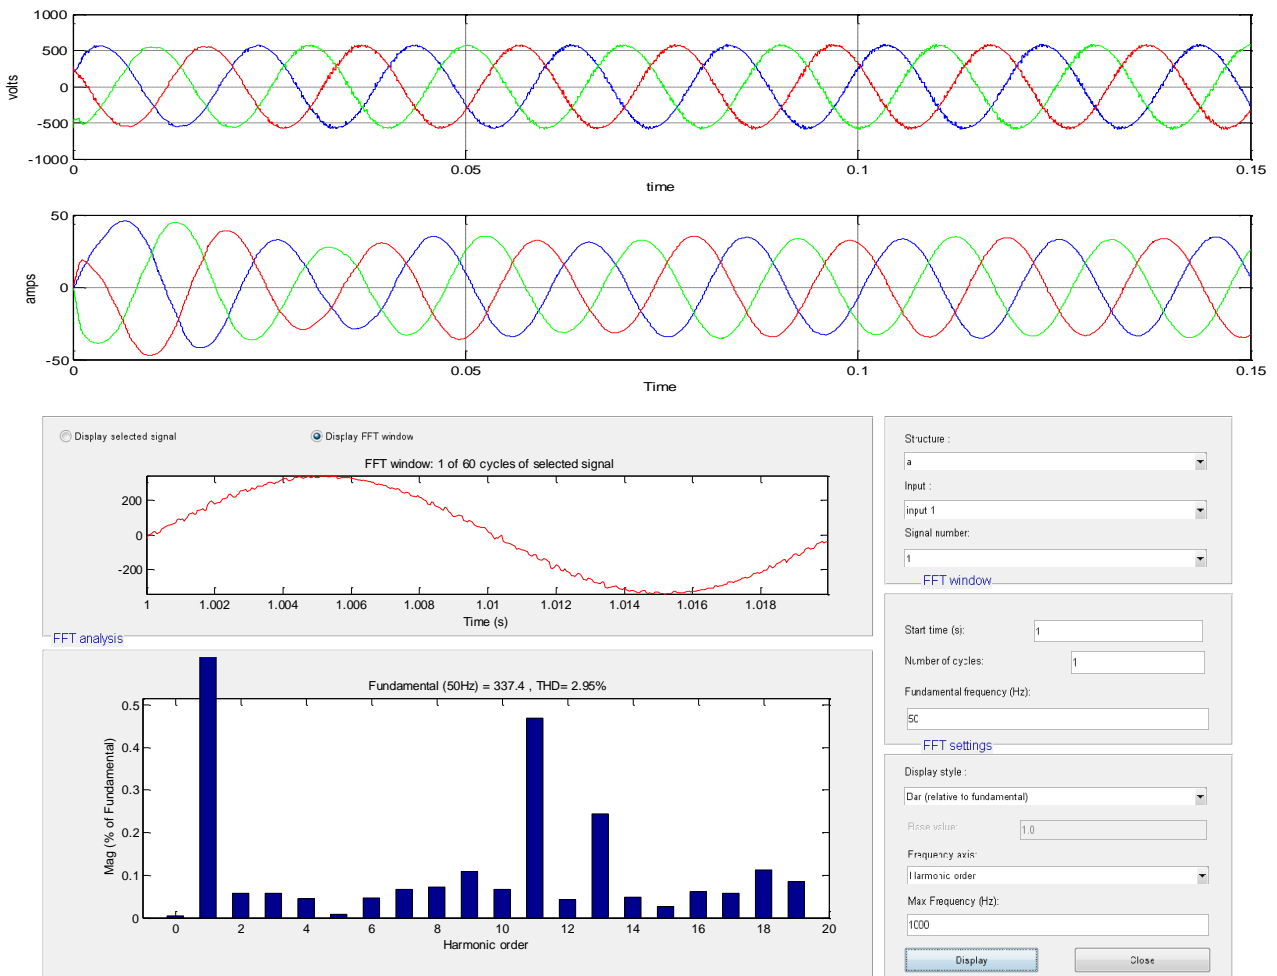 1000
500
0
-500
-1000
volts
0
0.05
0.1
0.15
time
50
0
-50
amps
0
0.05
0.1
0.15
Time
Display selected signal
Display FFT window
FFT window: 1 of 60 cycles of selected signal
200
0
-200
1
1.002
1.004
1.006
1.008
1.01
1.012
1.014
1.016
1.018
Time (s)
FFT analysis
Fundamental (50Hz) = 337.4 , THD= 2.95%
0.5
0.4
0.3
0.2
0.1
0
Mag (% of Fundamental)
0
2
4
6
8
10
12
14
16
18
20
Harmonic order
Structure :
a
Input :
input 1
Signal number:
1
FFT window
Start time (s):
1
Number of cycles:
1
Fundamental frequency (Hz):
50
FFT settings
Display style :
Bar (relative to fundamental)
Base value:
1.0
Frequency axis:
Harmonic order
Max Frequency (Hz):
1000
Display
Close